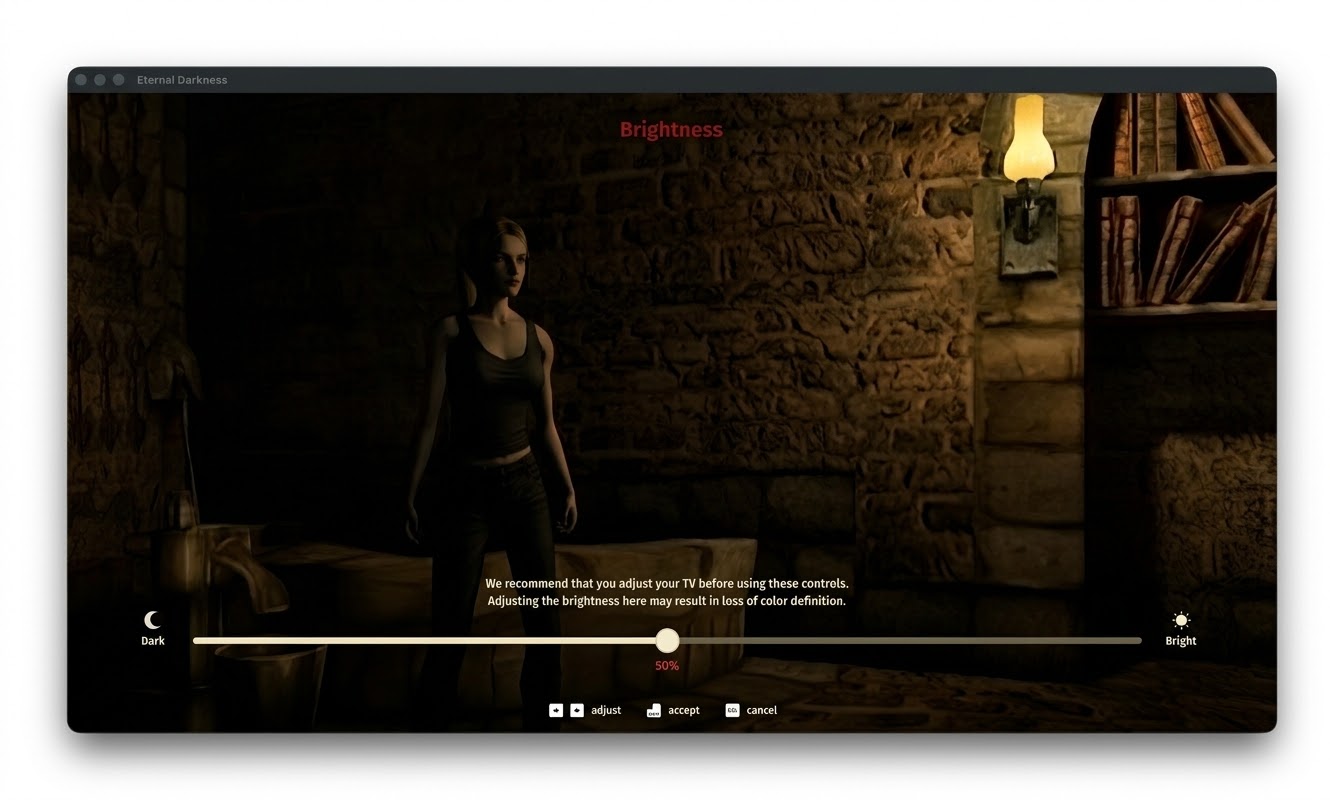 Eternal Darkness
Brightness
We recommend that you adjust your TV before using these controls.
Adjusting the brightness here may result in loss of color definition.
Dark
Bright
50%
adjust accept cancel